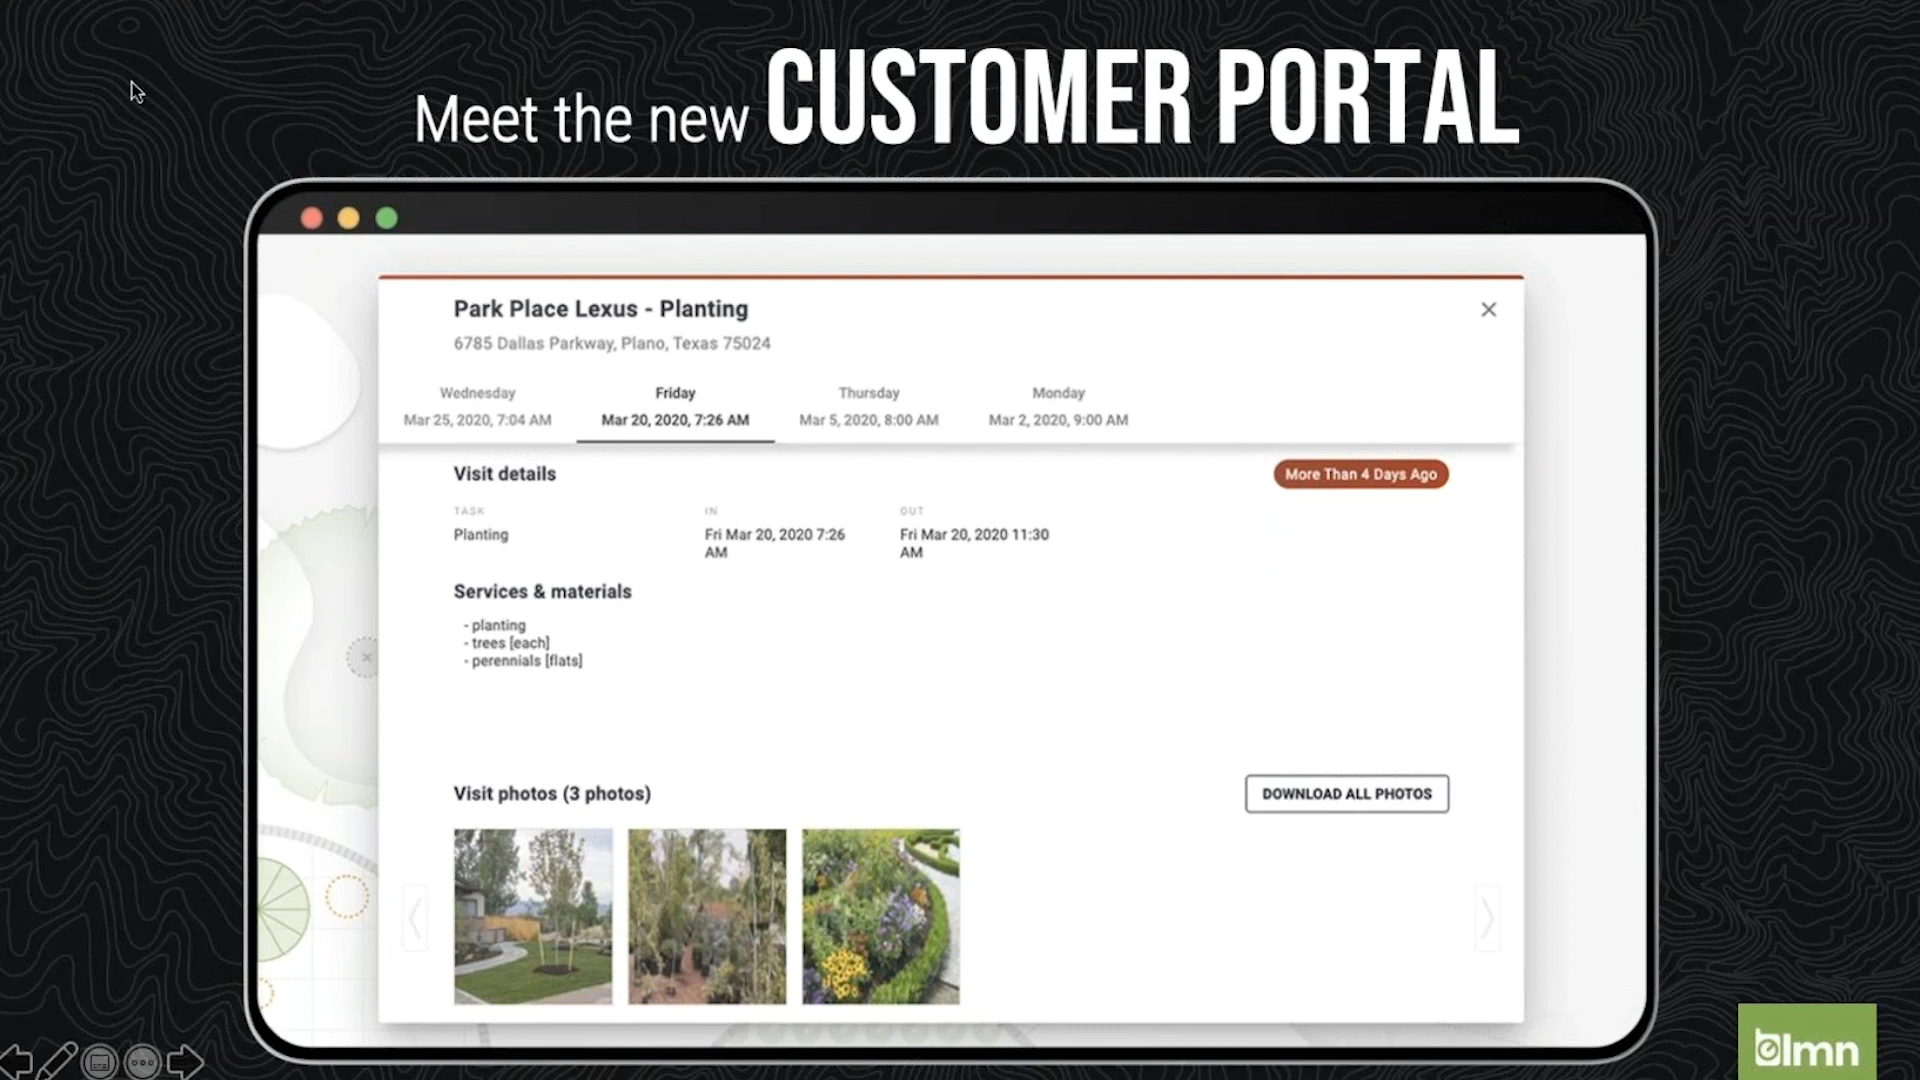 Meet the new CUSTOMER PORTAL
Park Place Lexus - Planting
6785 Dallas Parkway, Plano, Texas 75024
Wednesday
Mar 25, 2020, 7:04 AM
Friday
Mar 20, 2020, 7:26 AM
Thursday
Mar 5, 2020, 8:00 AM
Monday
Mar 2, 2020, 9:00 AM
Visit details
More Than 4 Days Ago
TASK
Planting
IN
Fri Mar 20, 2020 7:26
AM
OUT
Fri Mar 20, 2020 11:30
AM
Services & materials
- planting
- trees [each]
- perennials [flats]
Visit photos (3 photos)
DOWNLOAD ALL PHOTOS
lmn